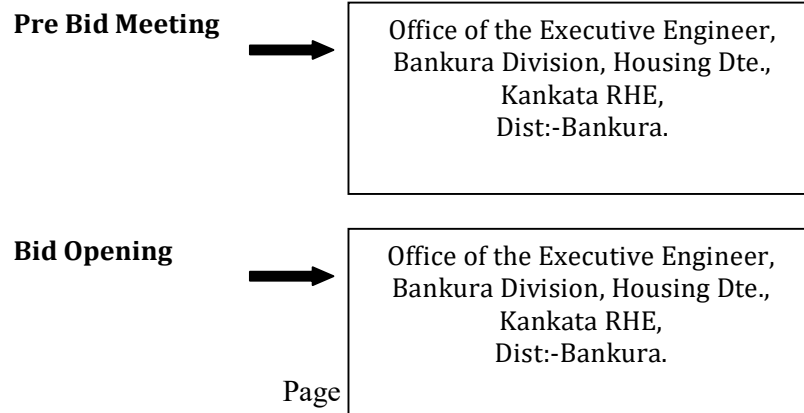 Pre Bid Meeting
Office of the Executive Engineer,
Bankura Division, Housing Dte.,
Kankata RHE,
Dist:-Bankura.
Bid Opening
Office of the Executive Engineer,
Bankura Division, Housing Dte.,
Kankata RHE,
Dist:-Bankura.
Page